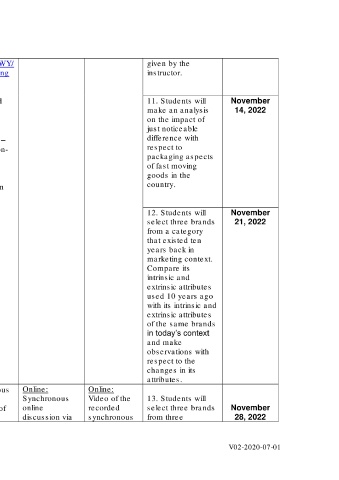 given by the
WY/
instructor.
ng
11. Students will
make an analysis
on the impact of
just noticeable
difference with
respect to
packaging aspects
of fast moving
goods in the
country.
November
14, 2022
–
n-
n
12. Students will
select three brands
from a category
that existed ten
years back in
marketing context.
Compare its
intrinsic and
extrinsic attributes
used 10 years ago
with its intrinsic and
extrinsic attributes
of the same brands
in today's context
and make
observations with
respect to the
changes in its
attributes.
November
21, 2022
ous
of
Online:
Synchronous
online
discussion via
Online:
Video of the
recorded
synchronous
13. Students will
select three brands
from three
November
28, 2022
V02-2020-07-01